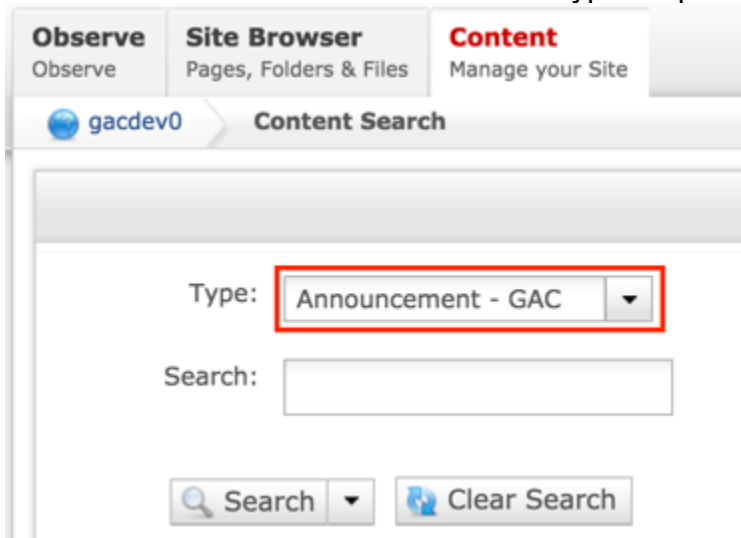 Observe Site Browser Content
Observe Pages, Folders & Files Manage your Site
gacdev0 Content Search
Type: Announcement - GAC
Search:
Search Clear Search